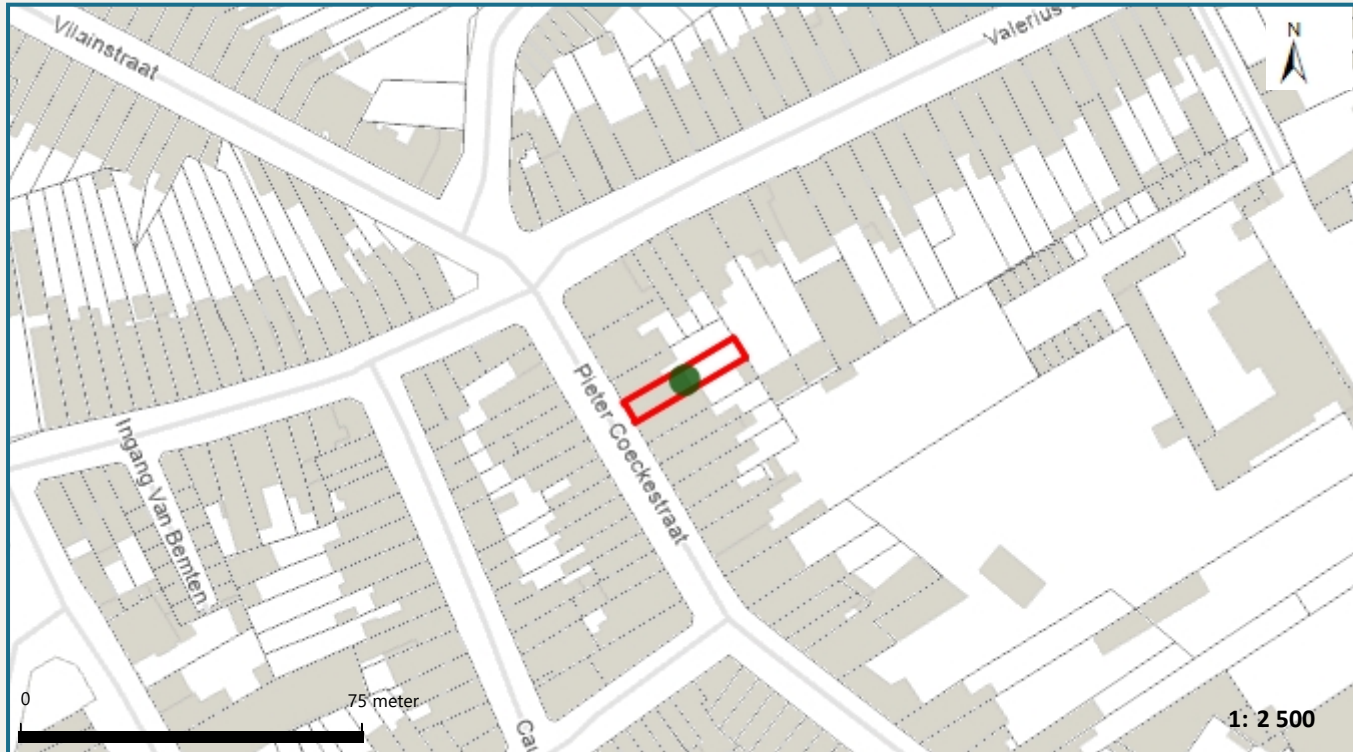 Vilainstraat
Valerius
N
Pieter Coeckestraat
Ingang Van Bemten
0
75 meter
1: 2 500